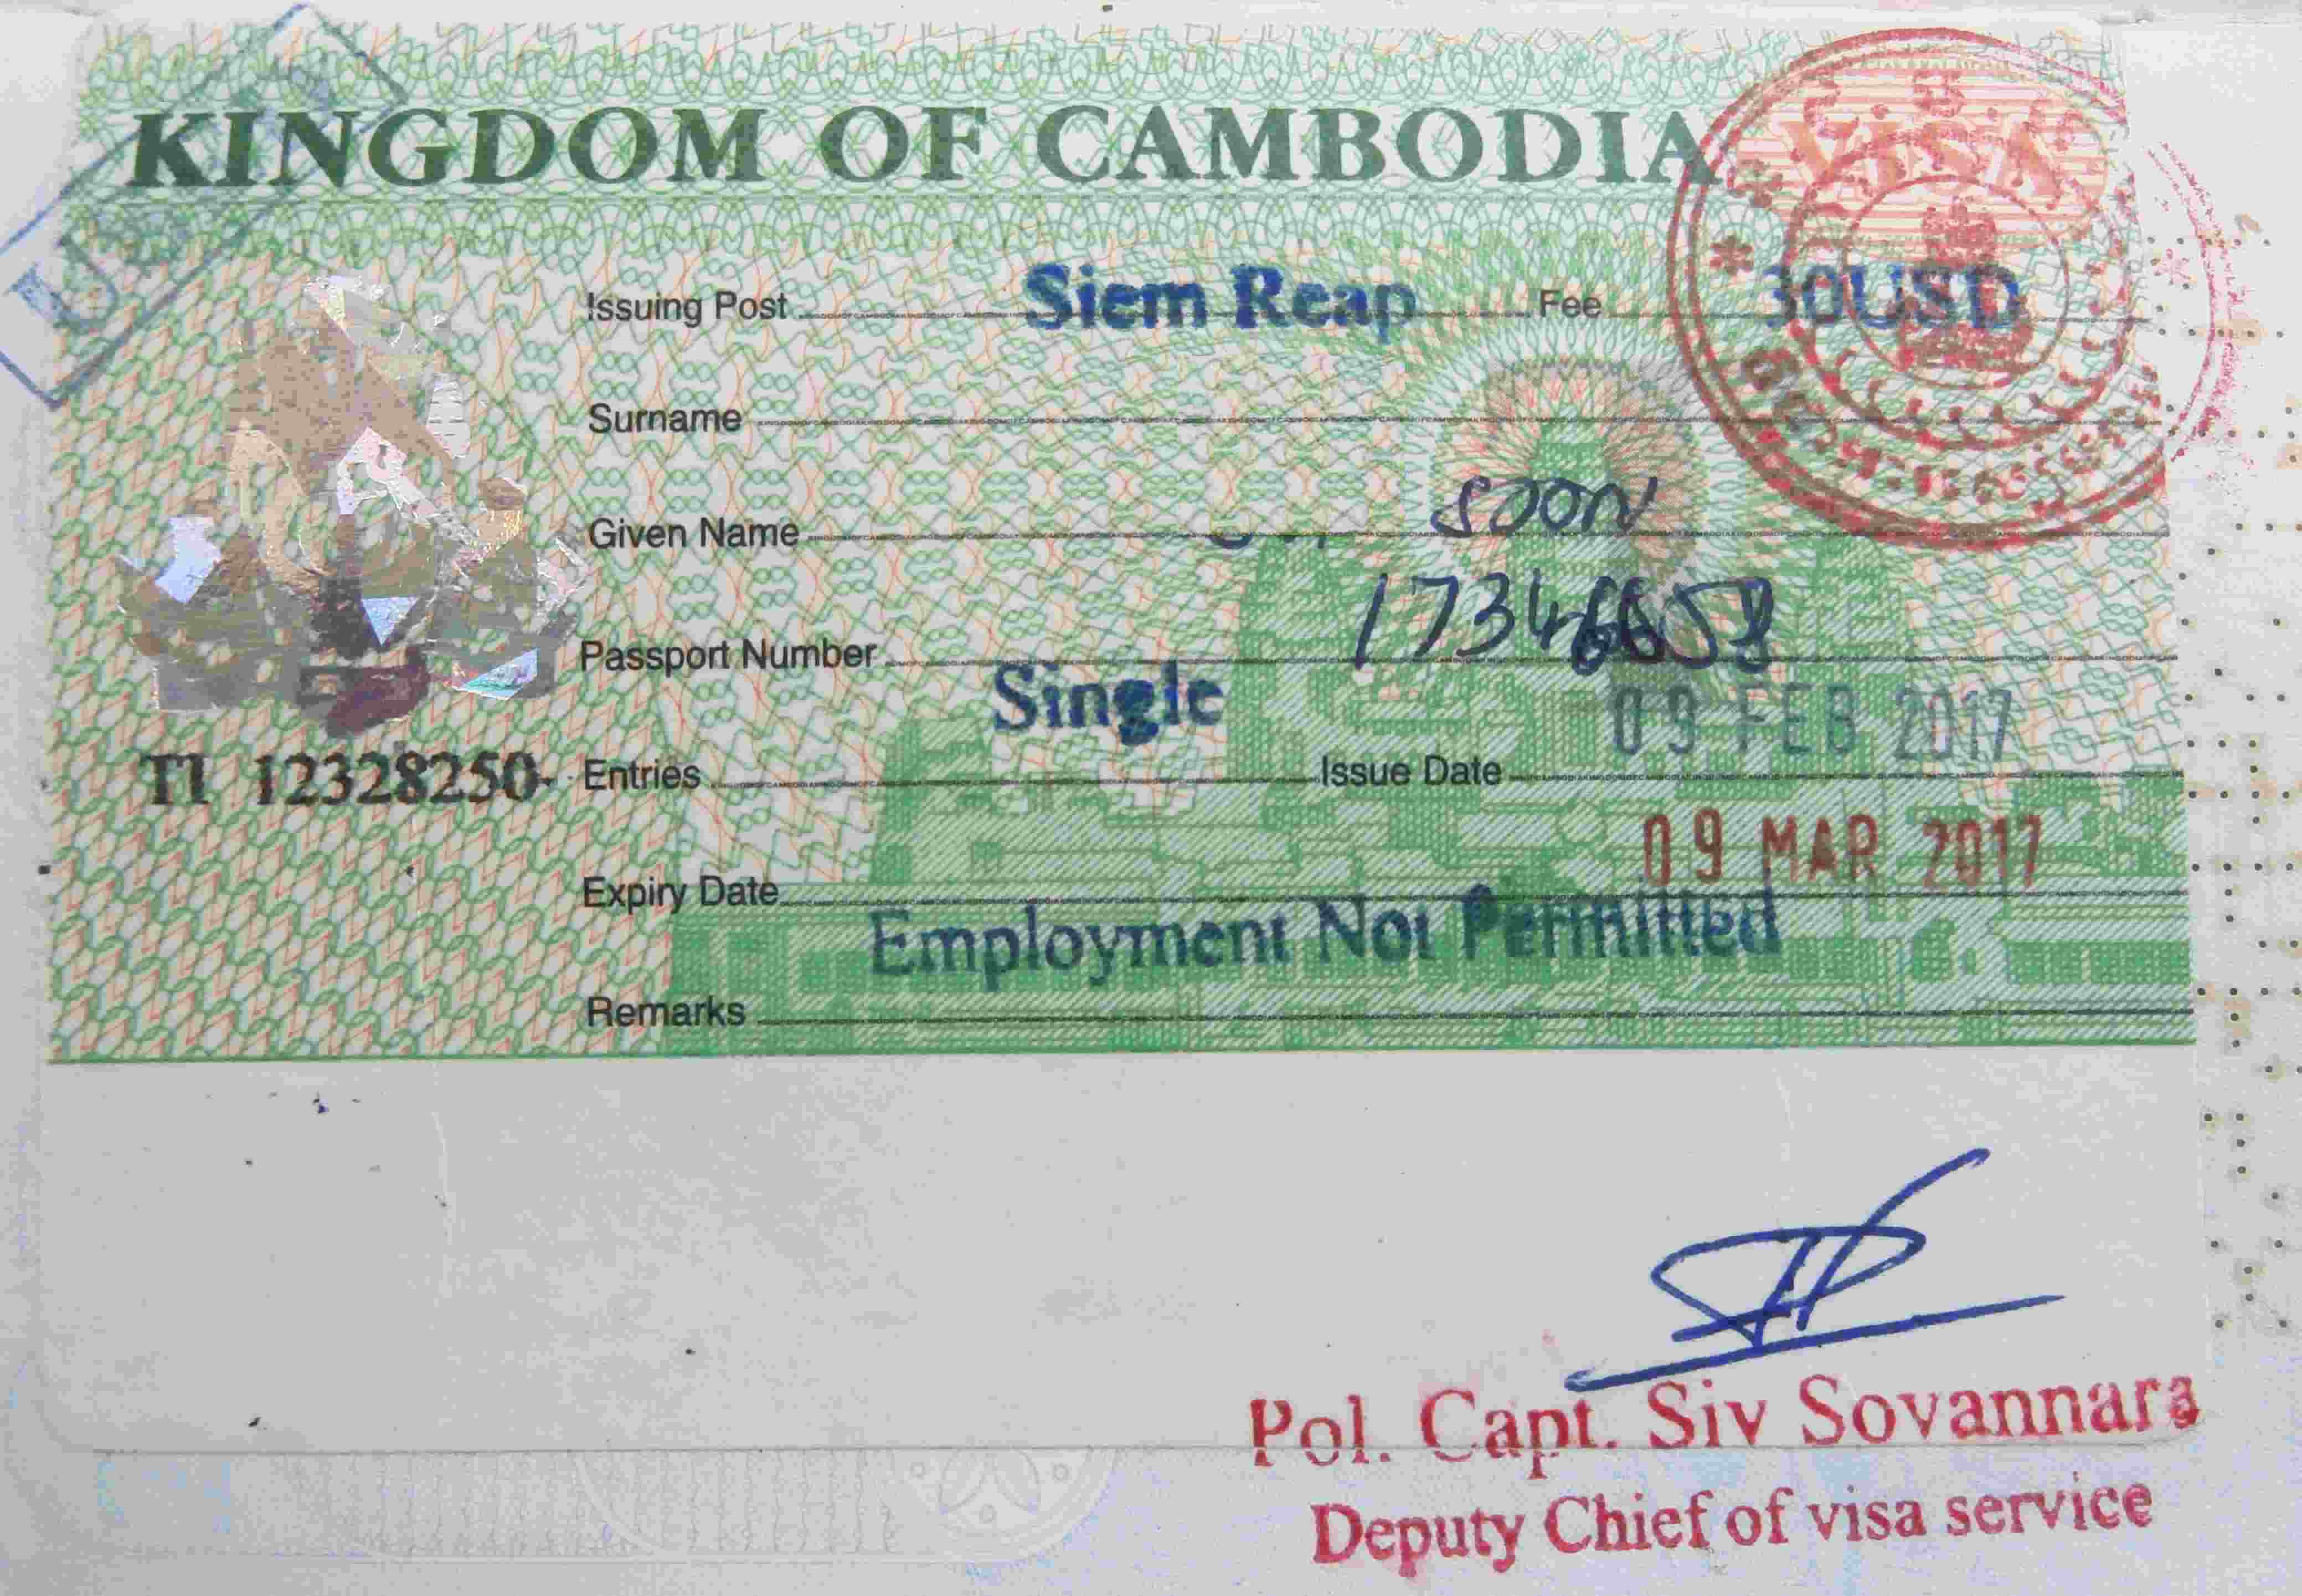 KINGDOM OF CAMBODIA
VISA
Issuing Post Siem Reap Fee 30USD
Surname
Given Name SOON
Passport Number
TI 12328250 Entries Single Issue Date 09 FEB 2017
Expiry Date 09 MAR 2017
Remarks Employment Not Permitted
Pol. Capt. Siv Sovannara
Deputy Chief of visa service